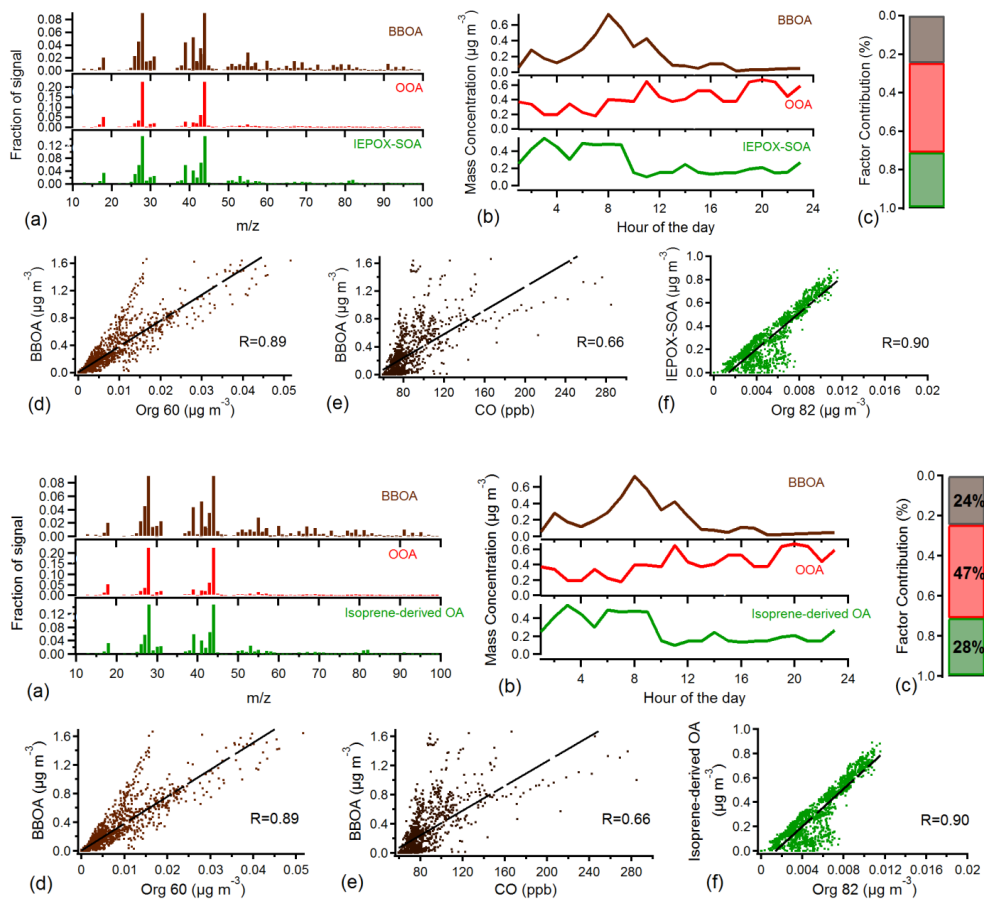 0.08
0.04
0.02
0.00
BBOA
0.20
0.15
0.05
0.00
OOA
0.12
0.08
0.04
0.00
IEPOX-SOA
Fraction of signal
10 20 30 40 50 60 70 80 90 100
m/z
(a)
0.6
0.4
0.2
0.0
BBOA
0.6
0.4
0.2
0.0
OOA
0.4
0.2
0.0
IEPOX-SOA
Mass Concentration (µg m⁻³)
4 8 12 16 20 24
Hour of the day
(b)
0.0
0.2
0.4
0.6
0.8
1.0
Factor Contribution (%)
(c)
BBOA (µg m⁻³)
1.6
1.2
0.8
0.4
0.0
R=0.89
0 0.01 0.02 0.03 0.04 0.05
Org 60 (µg m⁻³)
(d)
BBOA (µg m⁻³)
1.6
1.2
0.8
0.4
0.0
R=0.66
80 120 160 200 240 280
CO (ppb)
(e)
IEPOX-SOA (µg m⁻³)
1.0
0.8
0.6
0.4
0.2
0.0
R=0.90
0 0.004 0.008 0.012 0.016 0.02
Org 82 (µg m⁻³)
(f)
0.08
0.04
0.02
0.00
BBOA
0.20
0.10
0.00
OOA
0.12
0.08
0.04
0.00
Isoprene-derived OA
Fraction of signal
10 20 30 40 50 60 70 80 90 100
m/z
(a)
0.6
0.4
0.2
0.0
BBOA
0.6
0.4
0.2
OOA
0.4
0.2
0.0
Isoprene-derived OA
Mass Concentration (µg m⁻³)
4 8 12 16 20 24
Hour of the day
(b)
0.0
0.2
0.4
0.6
0.8
1.0
Factor Contribution (%)
24%
47%
28%
(c)
BBOA (µg m⁻³)
1.6
1.2
0.8
0.4
0.0
R=0.89
0 0.01 0.02 0.03 0.04 0.05
Org 60 (µg m⁻³)
(d)
BBOA (µg m⁻³)
1.6
1.2
0.8
0.4
0.0
R=0.66
80 120 160 200 240 280
CO (ppb)
(e)
Isoprene-derived OA
(µg m⁻³)
1.0
0.8
0.6
0.4
0.2
0.0
R=0.90
0 0.004 0.008 0.012 0.016 0.02
Org 82 (µg m⁻³)
(f)